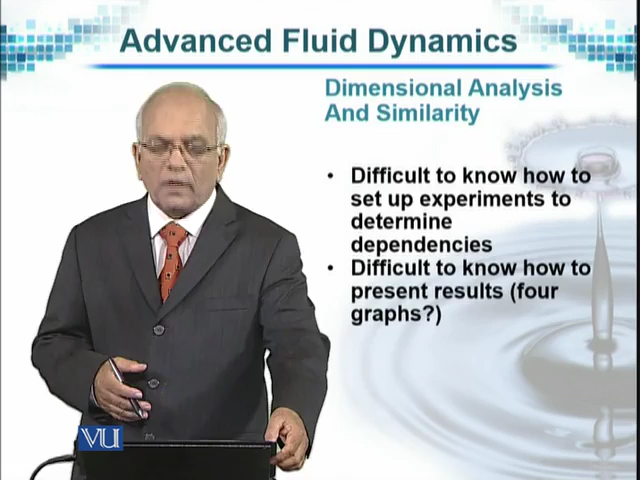 Advanced Fluid Dynamics
Dimensional Analysis
And Similarity
• Difficult to know how to
set up experiments to
determine
dependencies
• Difficult to know how to
present results (four
graphs?)
VU